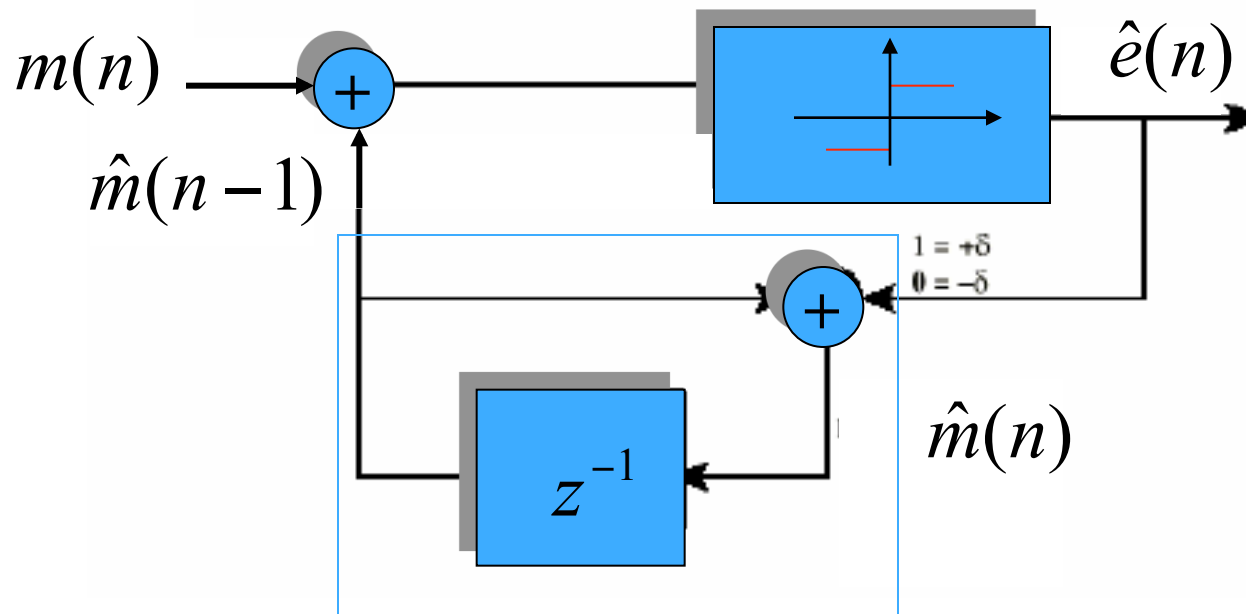 m(n)
+
ê(n)
m̂(n−1)
1 = +δ
0 = −δ
+
m̂(n)
z⁻¹